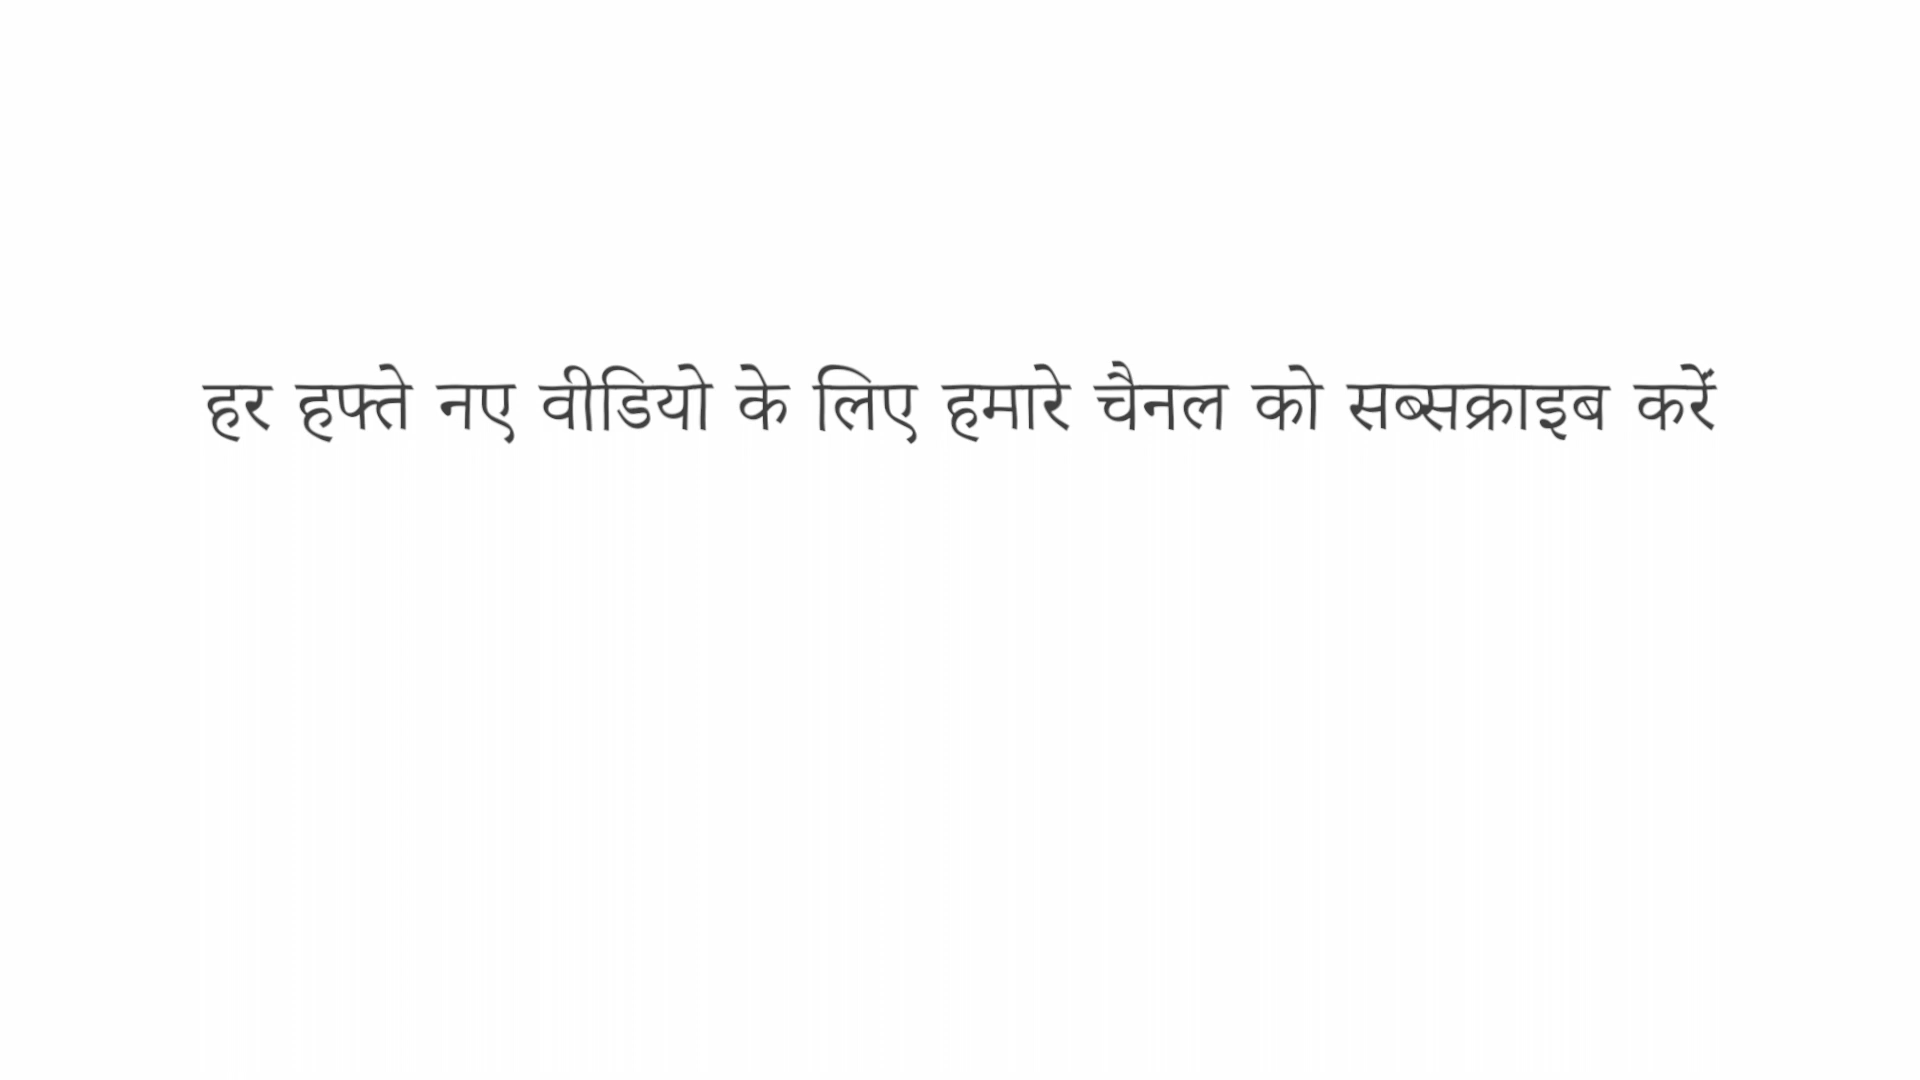 हर हफ्ते नए वीडियो के लिए हमारे चैनल को सब्सक्राइब करें